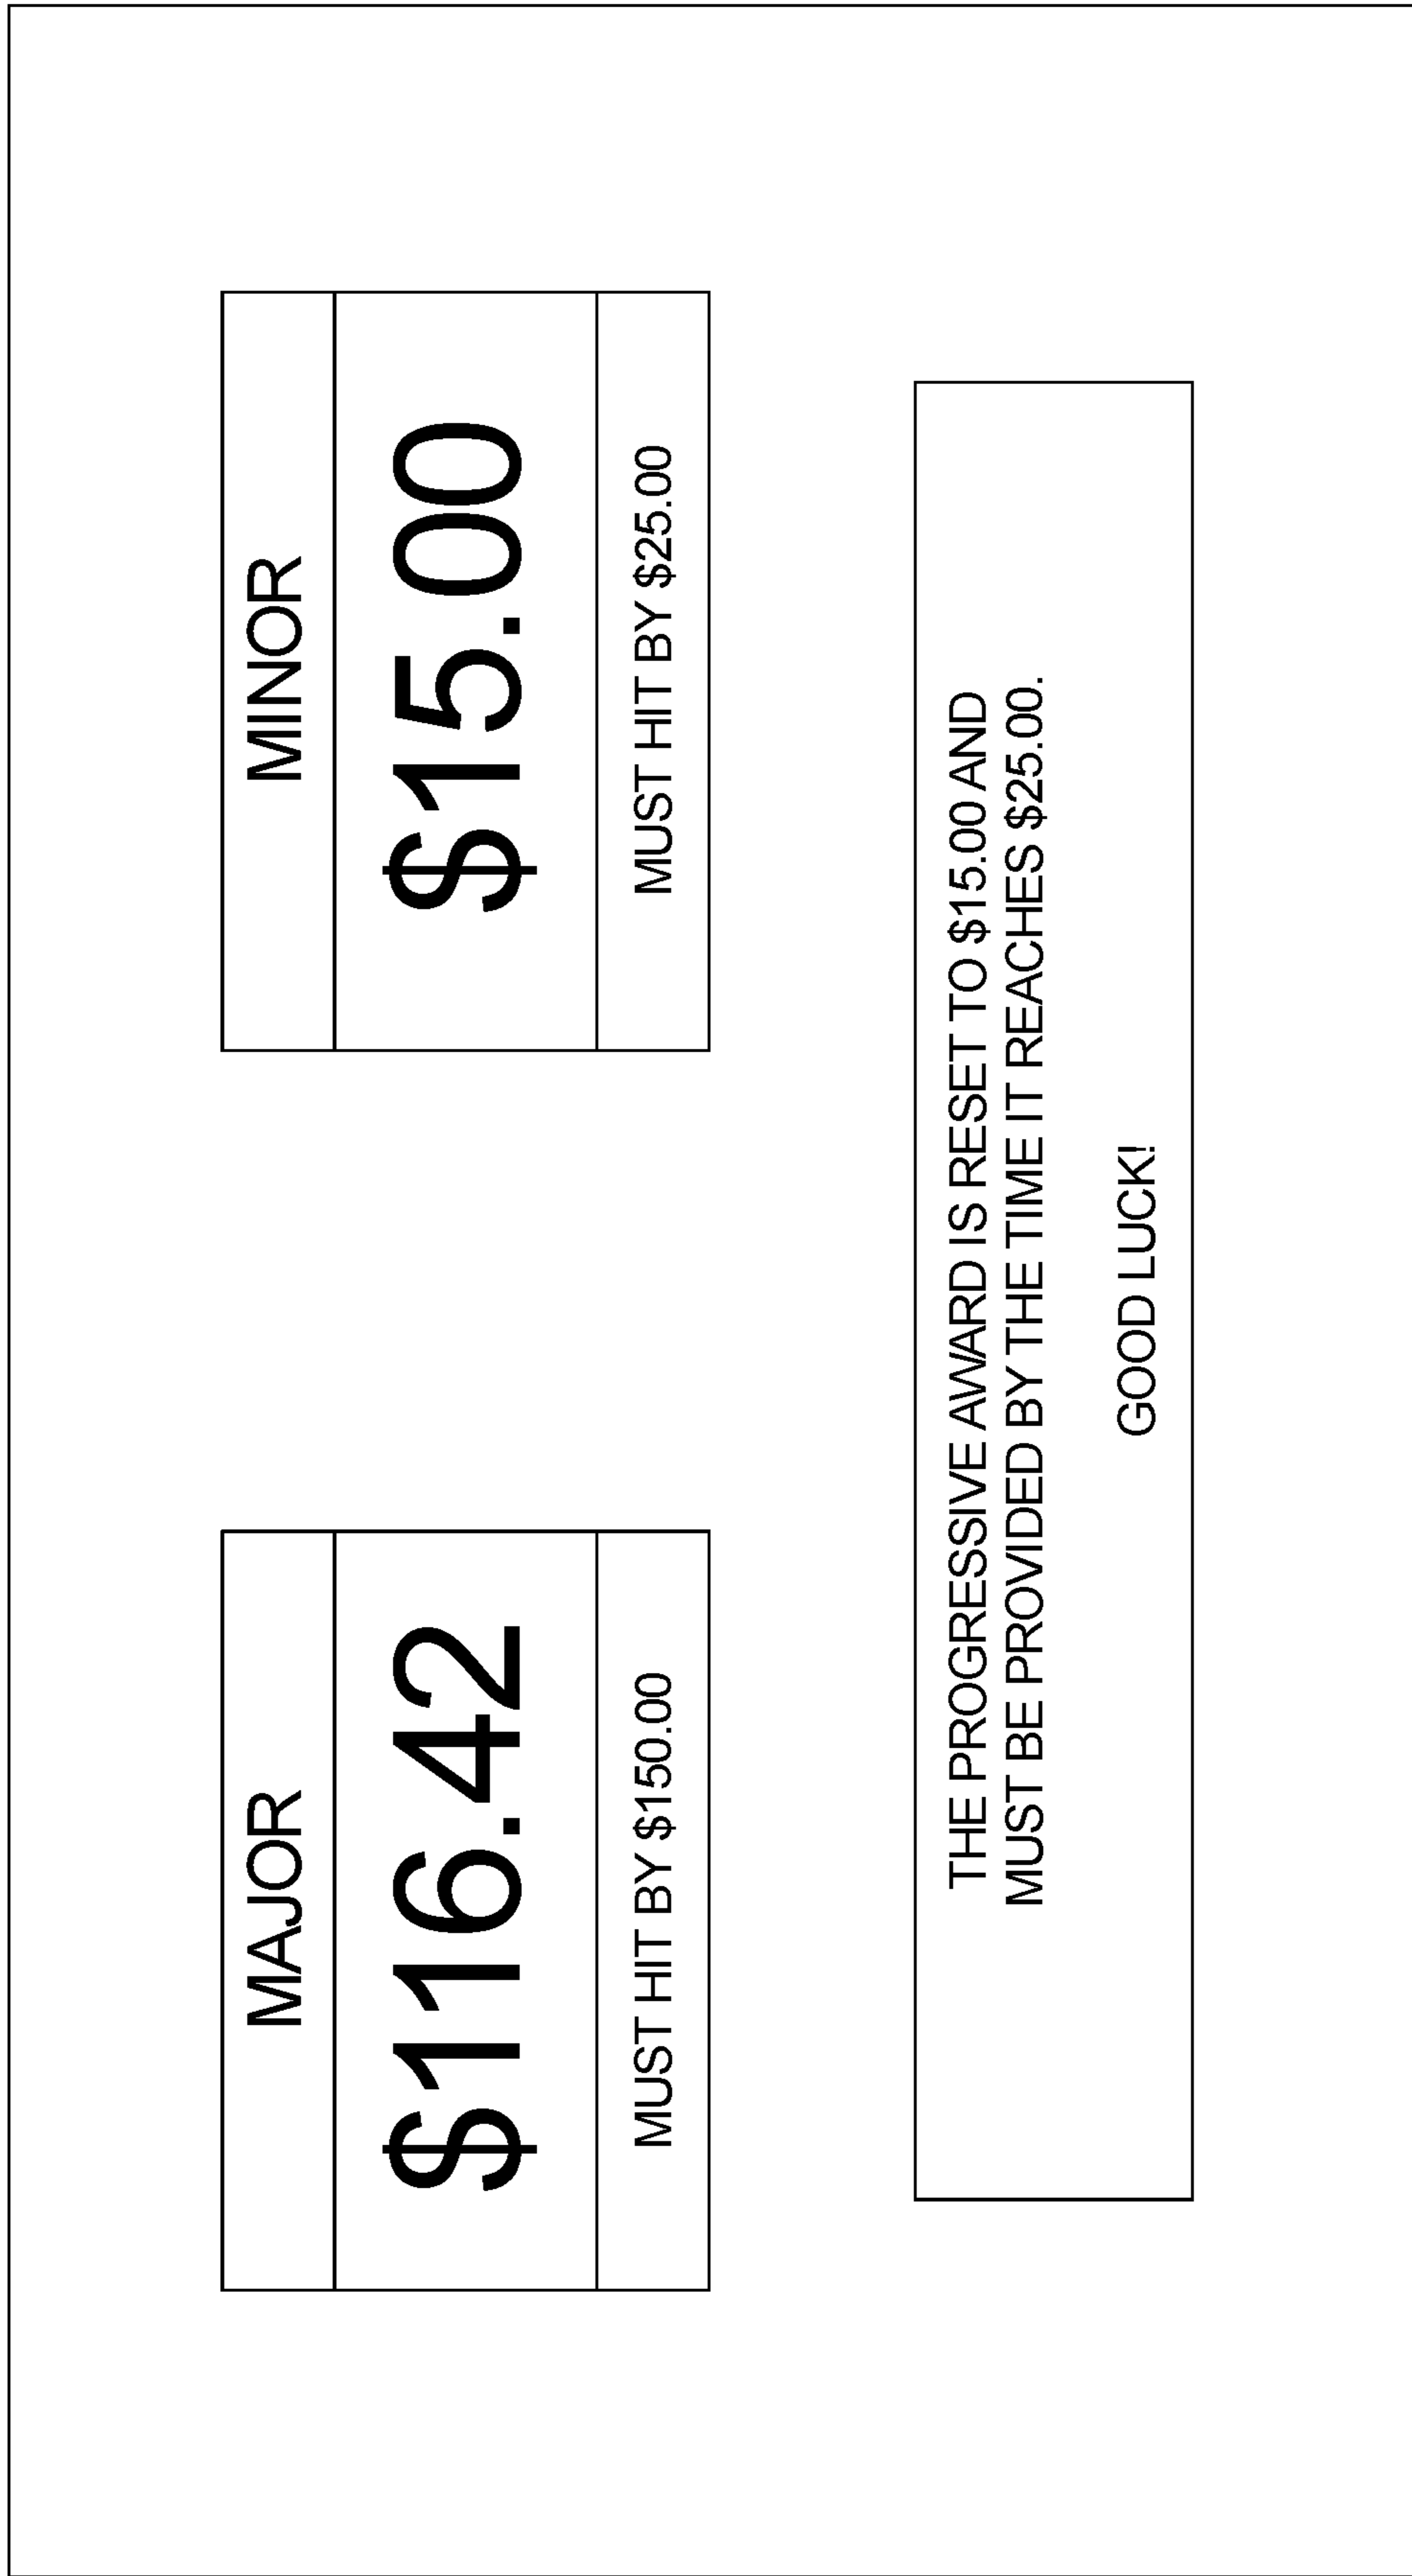 MAJOR
$116.42
MUST HIT BY $150.00
MINOR
$15.00
MUST HIT BY $25.00
THE PROGRESSIVE AWARD IS RESET TO $15.00 AND
MUST BE PROVIDED BY THE TIME IT REACHES $25.00.
GOOD LUCK!